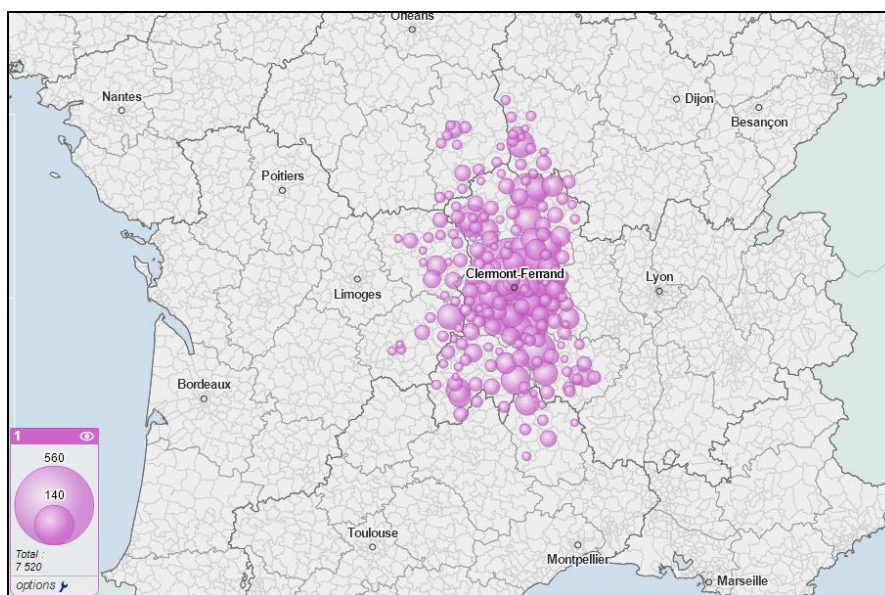 Orléans
Nantes
Dijon
Besançon
Poitiers
Clermont-Ferrand
Limoges
Lyon
Bordeaux
1
560
140
Total :
7 520
options
Toulouse
Montpellier
Marseille